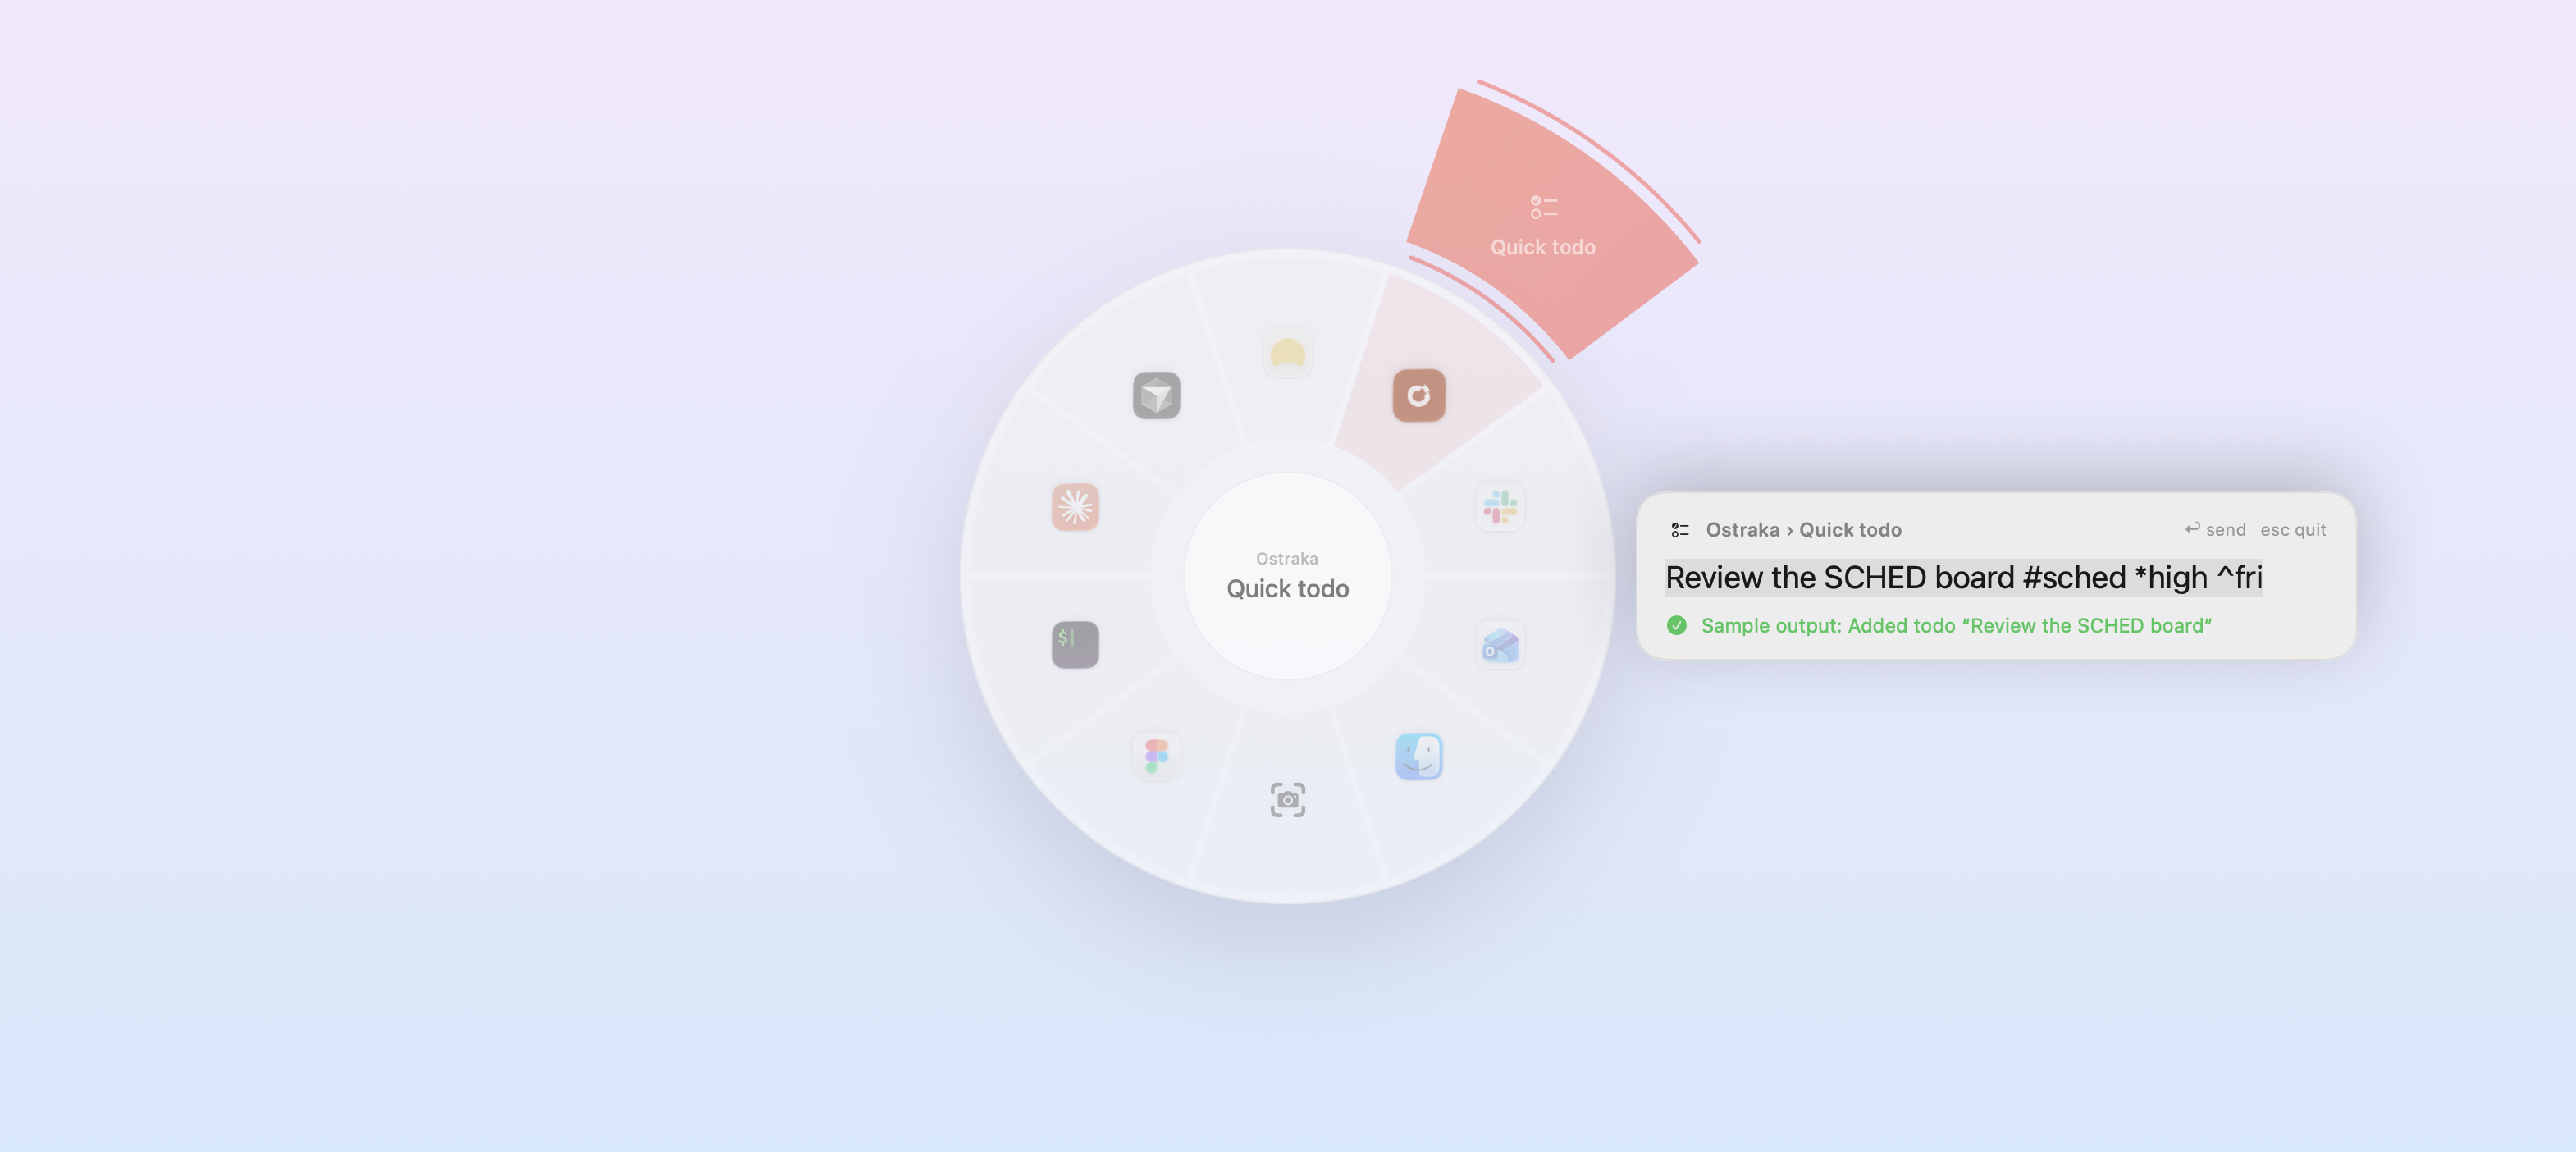 Quick todo
Ostraka
Quick todo
$
Ostraka › Quick todo
↩ send esc quit
Review the SCHED board #sched *high ^fri
Sample output: Added todo “Review the SCHED board”